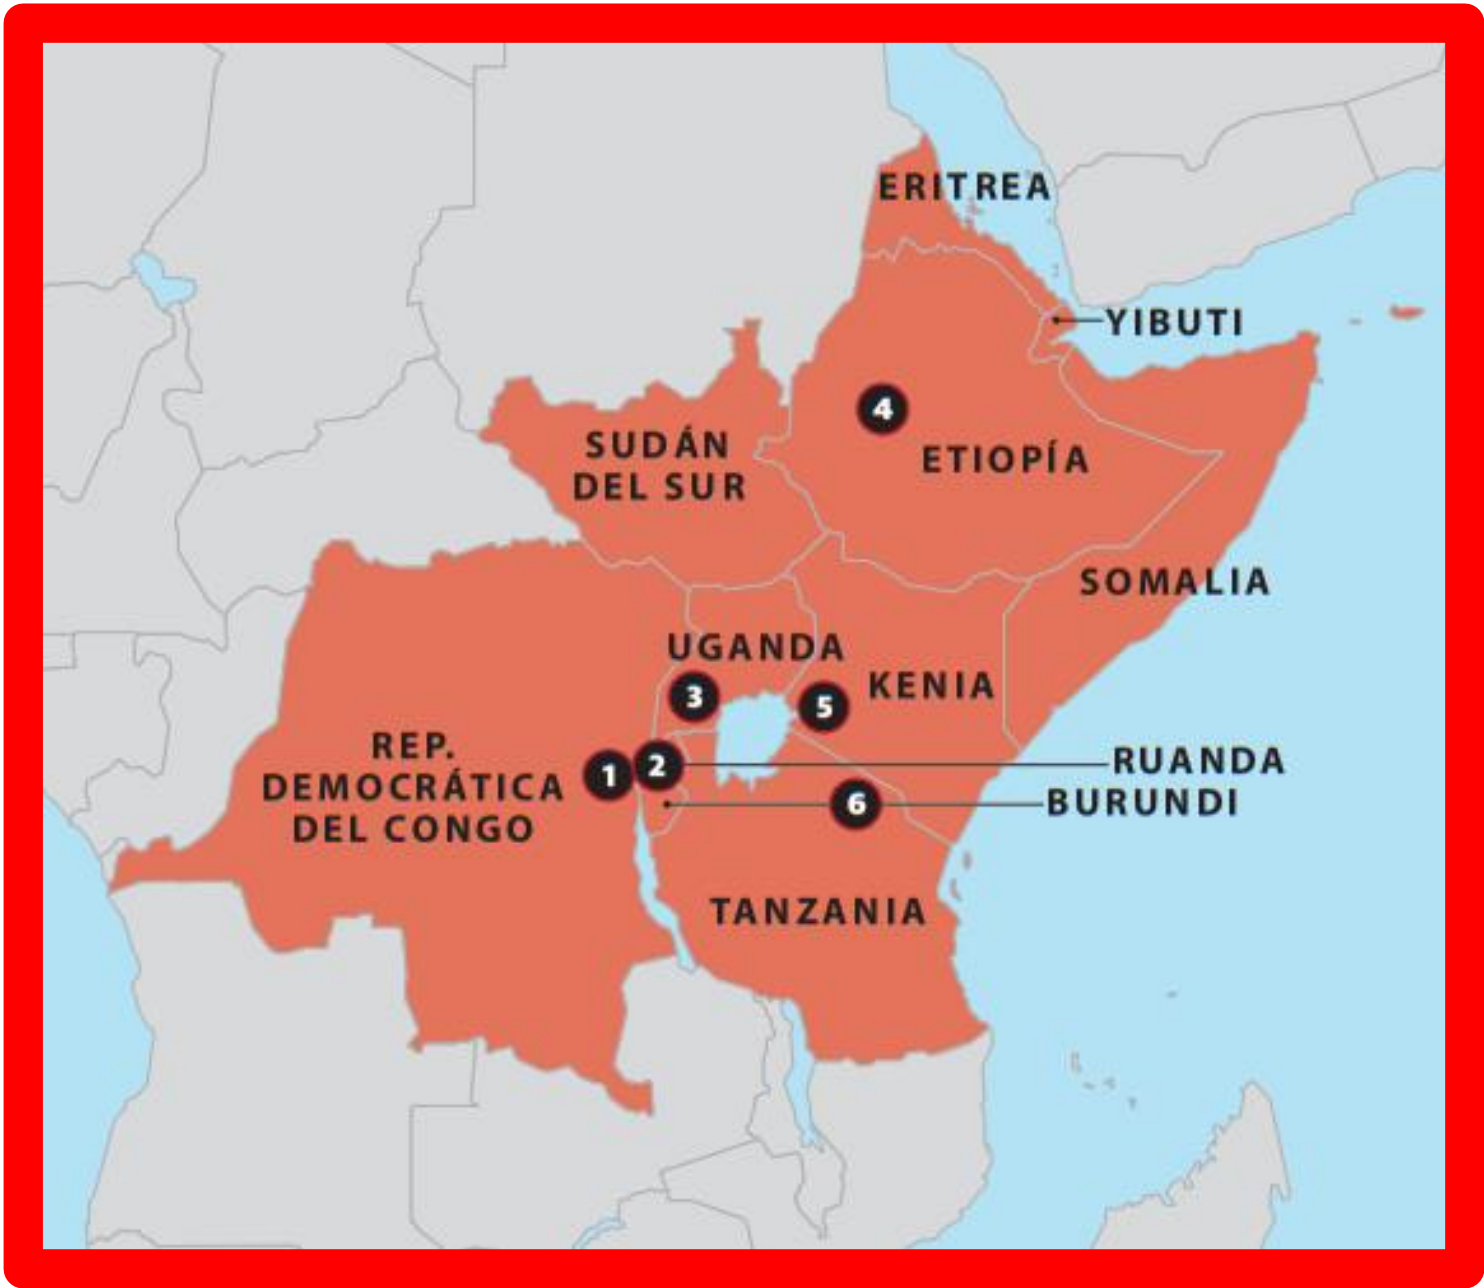 ERITREA
YIBUTI
4
SUDÁN
DEL SUR
ETIOPÍA
SOMALIA
UGANDA
3
KENIA
5
REP.
DEMOCRÁTICA
DEL CONGO
1
2
RUANDA
6
BURUNDI
TANZANIA